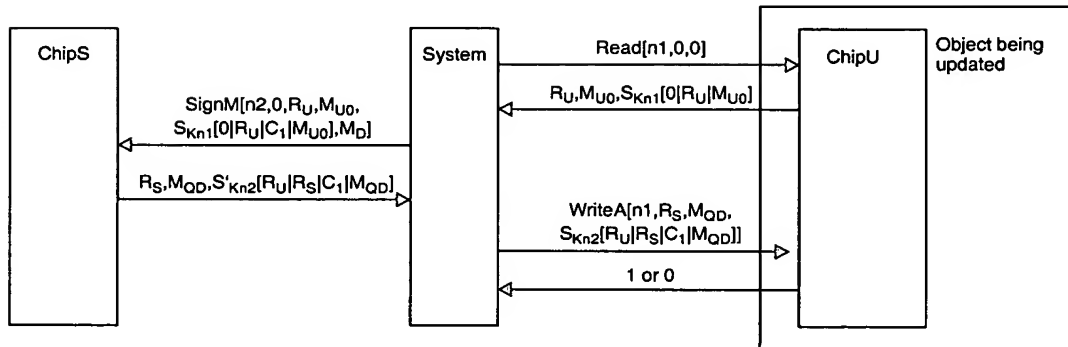 ChipS
System
ChipU
Object being
updated
Read[n1,0,0]
R_U,M_U0,S_Kn1[0|R_U|M_U0]
SignM[n2,0,R_U,M_U0,
S_Kn1[0|R_U|C_1|M_U0],M_D]
R_S,M_QD,S'_Kn2[R_U|R_S|C_1|M_QD]
WriteA[n1,R_S,M_QD,
S_Kn2[R_U|R_S|C_1|M_QD]]
1 or 0